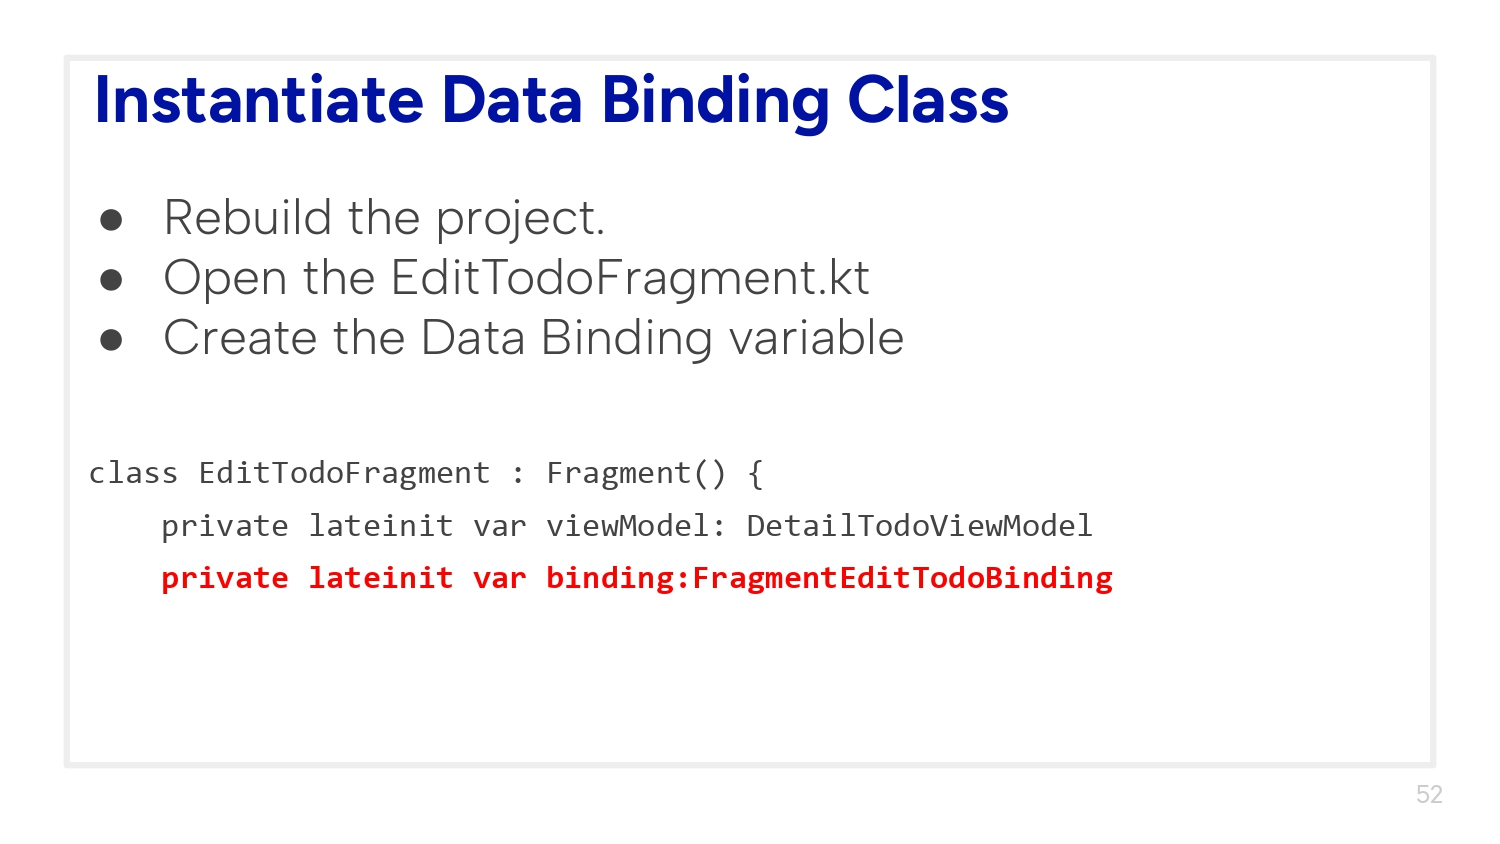 Instantiate Data Binding Class
● Rebuild the project.
● Open the EditTodoFragment.kt
● Create the Data Binding variable
class EditTodoFragment : Fragment() {
    private lateinit var viewModel: DetailTodoViewModel
    private lateinit var binding:FragmentEditTodoBinding
52